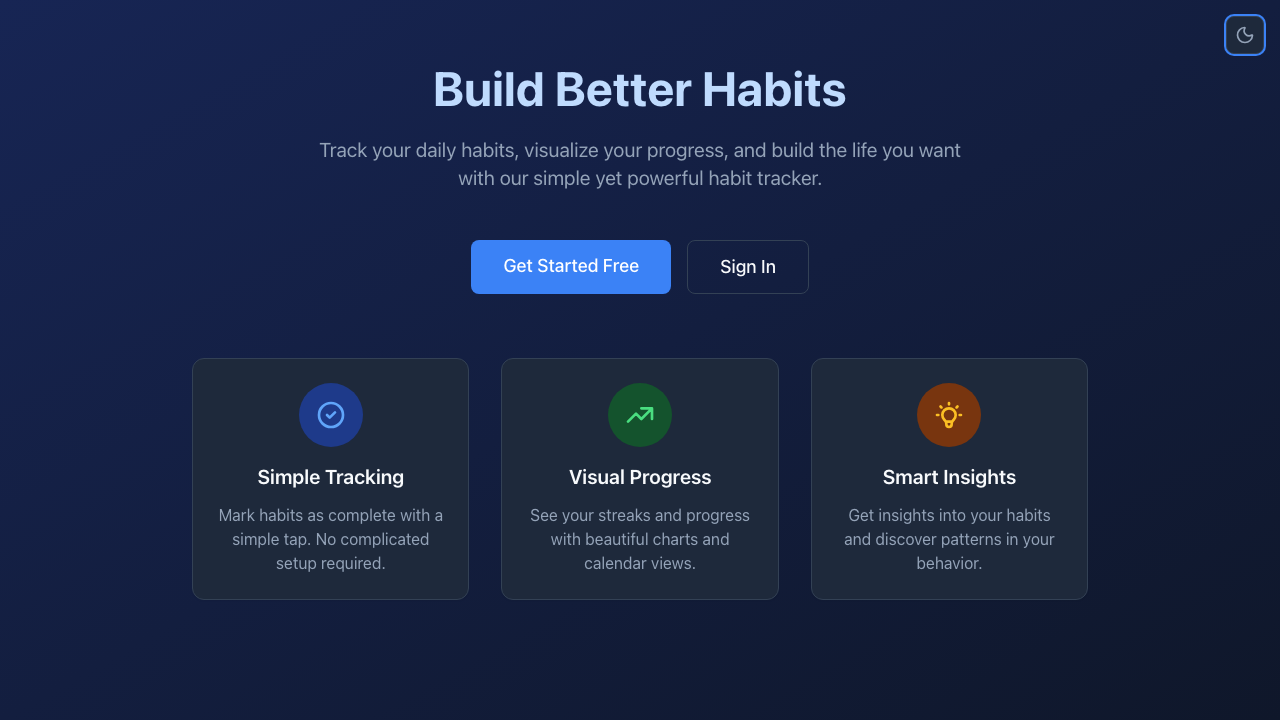 Build Better Habits
Track your daily habits, visualize your progress, and build the life you want
with our simple yet powerful habit tracker.
Get Started Free
Sign In
Simple Tracking
Mark habits as complete with a
simple tap. No complicated
setup required.
Visual Progress
See your streaks and progress
with beautiful charts and
calendar views.
Smart Insights
Get insights into your habits
and discover patterns in your
behavior.